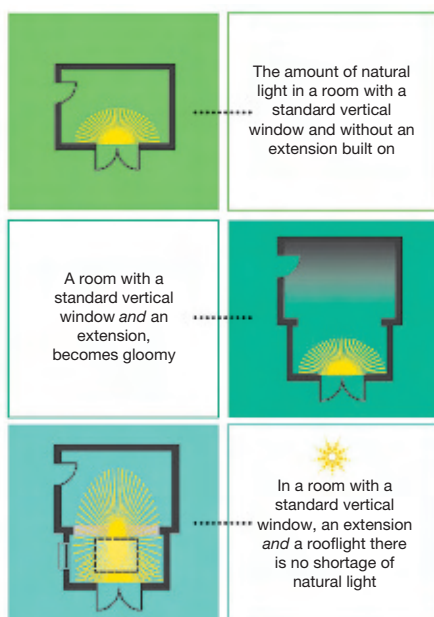 The amount of natural
light in a room with a
standard vertical
window and without an
extension built on
A room with a
standard vertical
window and an
extension,
becomes gloomy
In a room with a
standard vertical
window, an extension
and a rooflight there
is no shortage of
natural light